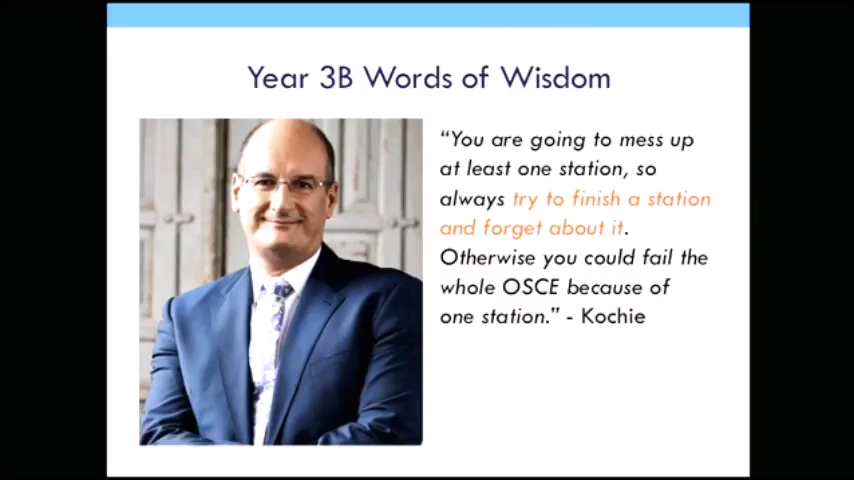 Year 3B Words of Wisdom
“You are going to mess up
at least one station, so
always try to finish a station
and forget about it.
Otherwise you could fail the
whole OSCE because of
one station.” - Kochie